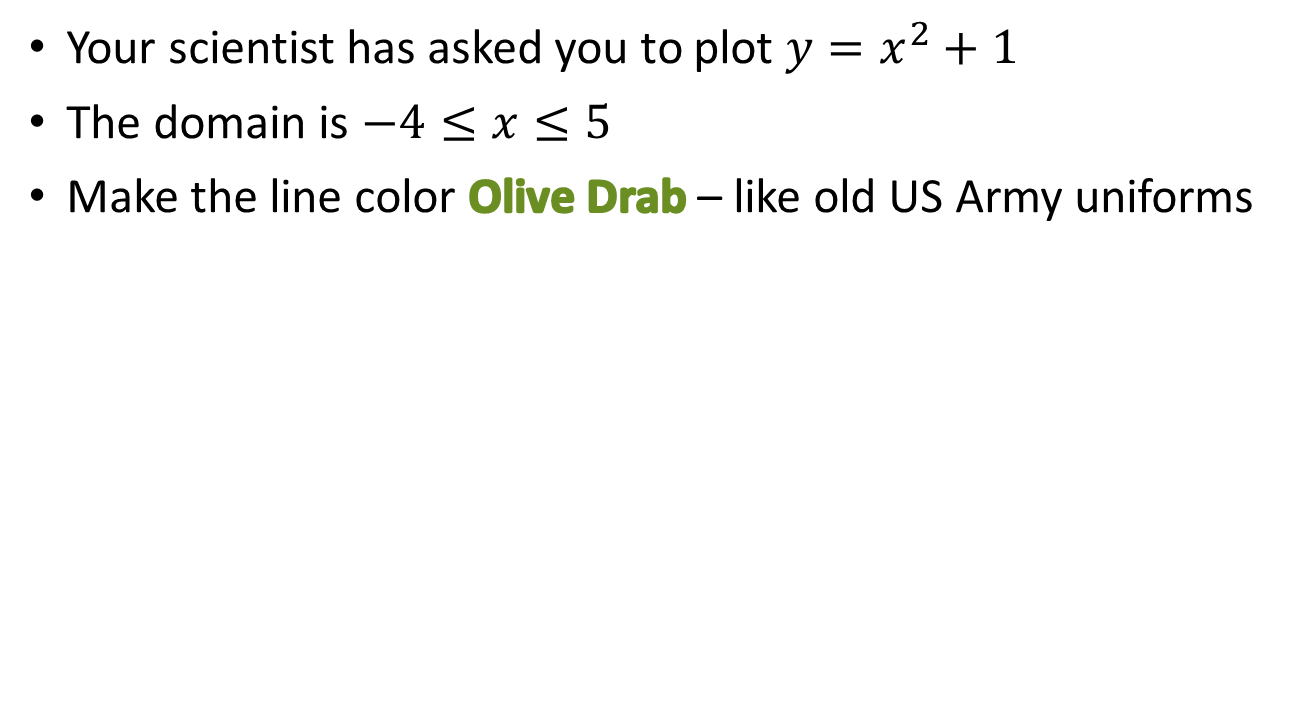 • Your scientist has asked you to plot 𝑦 = 𝑥² + 1
• The domain is −4 ≤ 𝑥 ≤ 5
• Make the line color Olive Drab – like old US Army uniforms